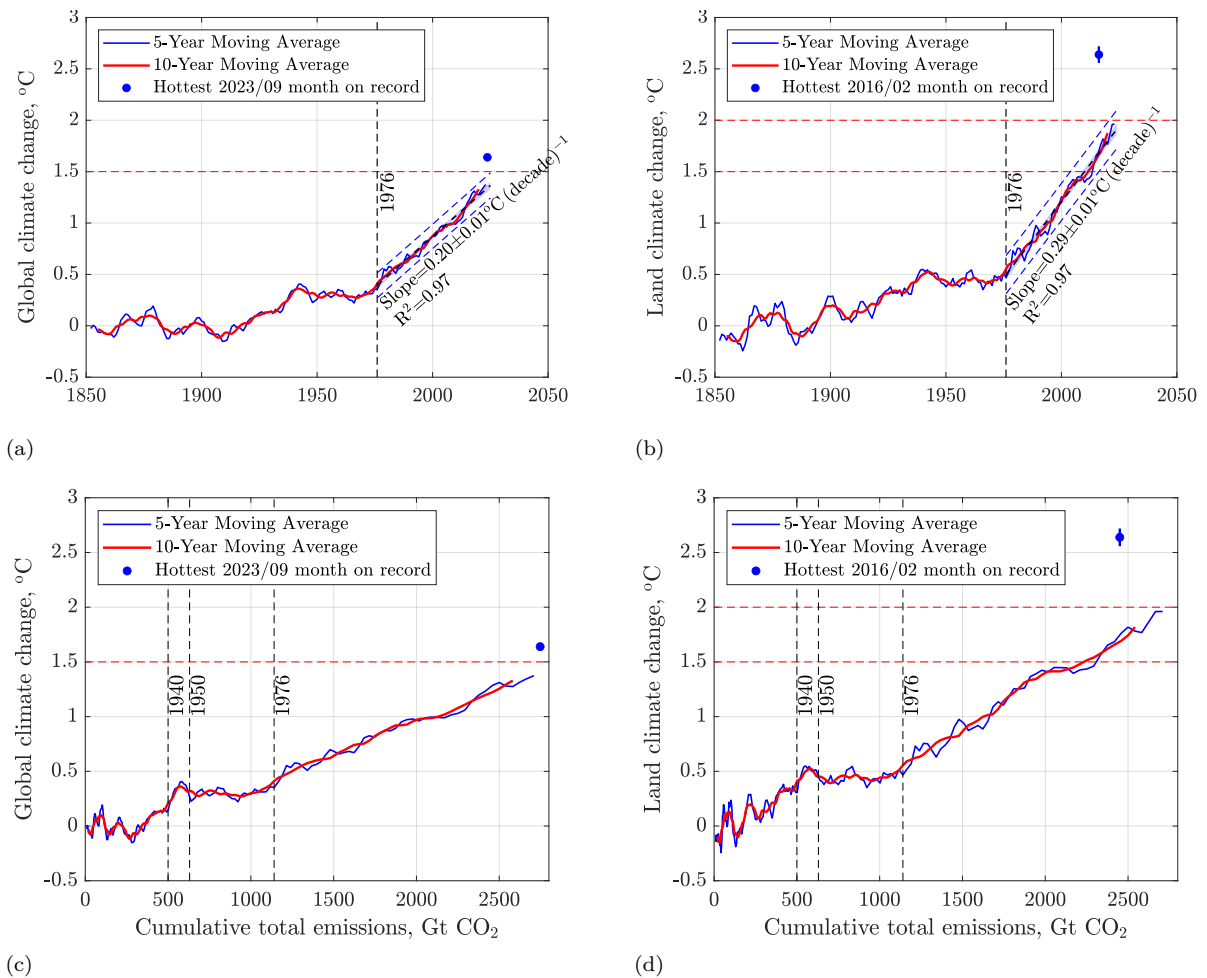 3
2.5
2
1.5
1
0.5
0
-0.5
Global climate change, °C
5-Year Moving Average
10-Year Moving Average
Hottest 2023/09 month on record
1976
Slope=0.20±0.01°C (decade)⁻¹
R²=0.97
1850
1900
1950
2000
2050
(a)
3
2.5
2
1.5
1
0.5
0
-0.5
Land climate change, °C
5-Year Moving Average
10-Year Moving Average
Hottest 2016/02 month on record
1976
Slope=0.29±0.01°C (decade)⁻¹
R²=0.97
1850
1900
1950
2000
2050
(b)
3
2.5
2
1.5
1
0.5
0
-0.5
Global climate change, °C
5-Year Moving Average
10-Year Moving Average
Hottest 2023/09 month on record
1940
1950
1976
0
500
1000
1500
2000
2500
Cumulative total emissions, Gt CO₂
(c)
3
2.5
2
1.5
1
0.5
0
-0.5
Land climate change, °C
5-Year Moving Average
10-Year Moving Average
Hottest 2016/02 month on record
1940
1950
1976
0
500
1000
1500
2000
2500
Cumulative total emissions, Gt CO₂
(d)